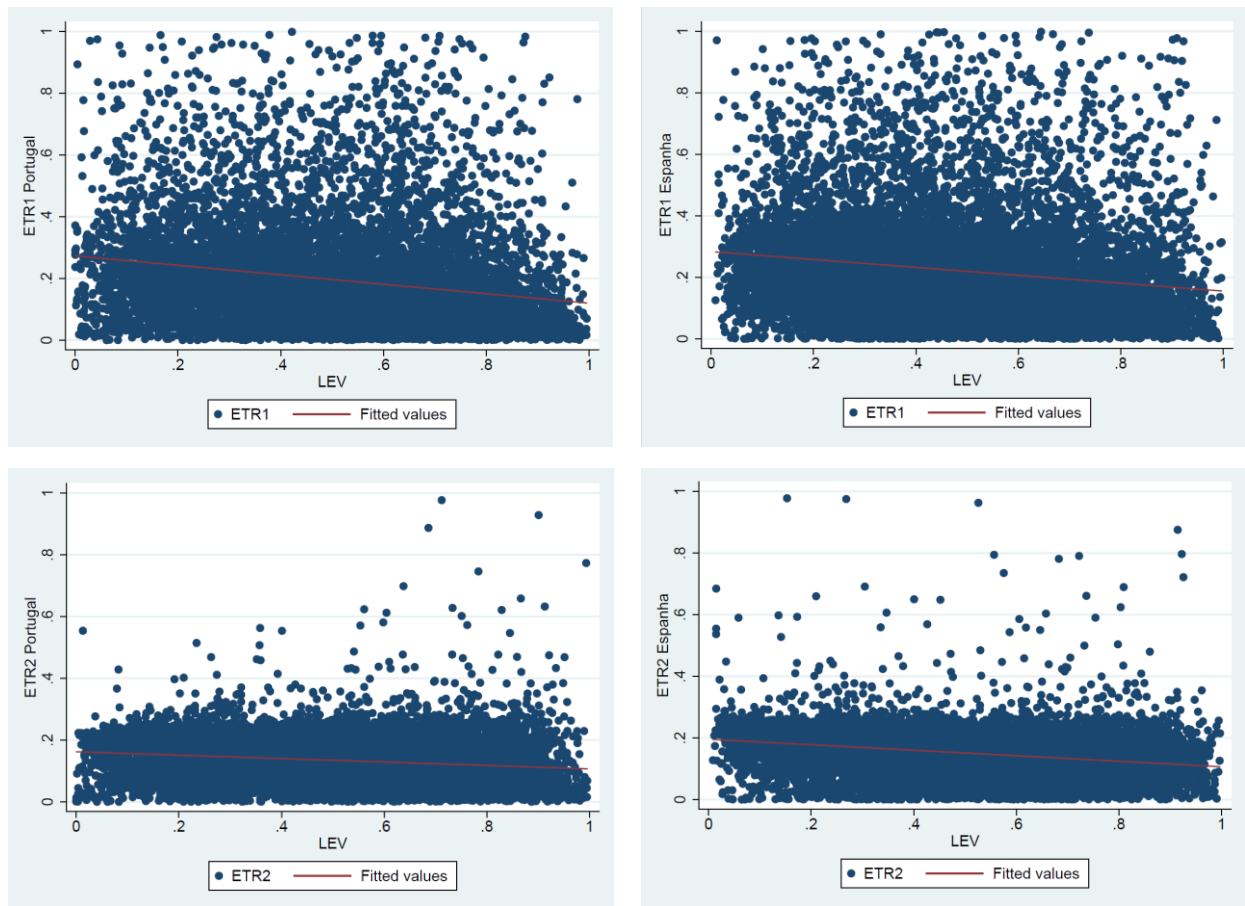 1
.8
.6
.4
.2
0
ETR1 Portugal
0 .2 .4 .6 .8 1
LEV
ETR1 Fitted values
1
.8
.6
.4
.2
0
ETR1 Espanha
0 .2 .4 .6 .8 1
LEV
ETR1 Fitted values
1
.8
.6
.4
.2
0
ETR2 Portugal
0 .2 .4 .6 .8 1
LEV
ETR2 Fitted values
1
.8
.6
.4
.2
0
ETR2 Espanha
0 .2 .4 .6 .8 1
LEV
ETR2 Fitted values